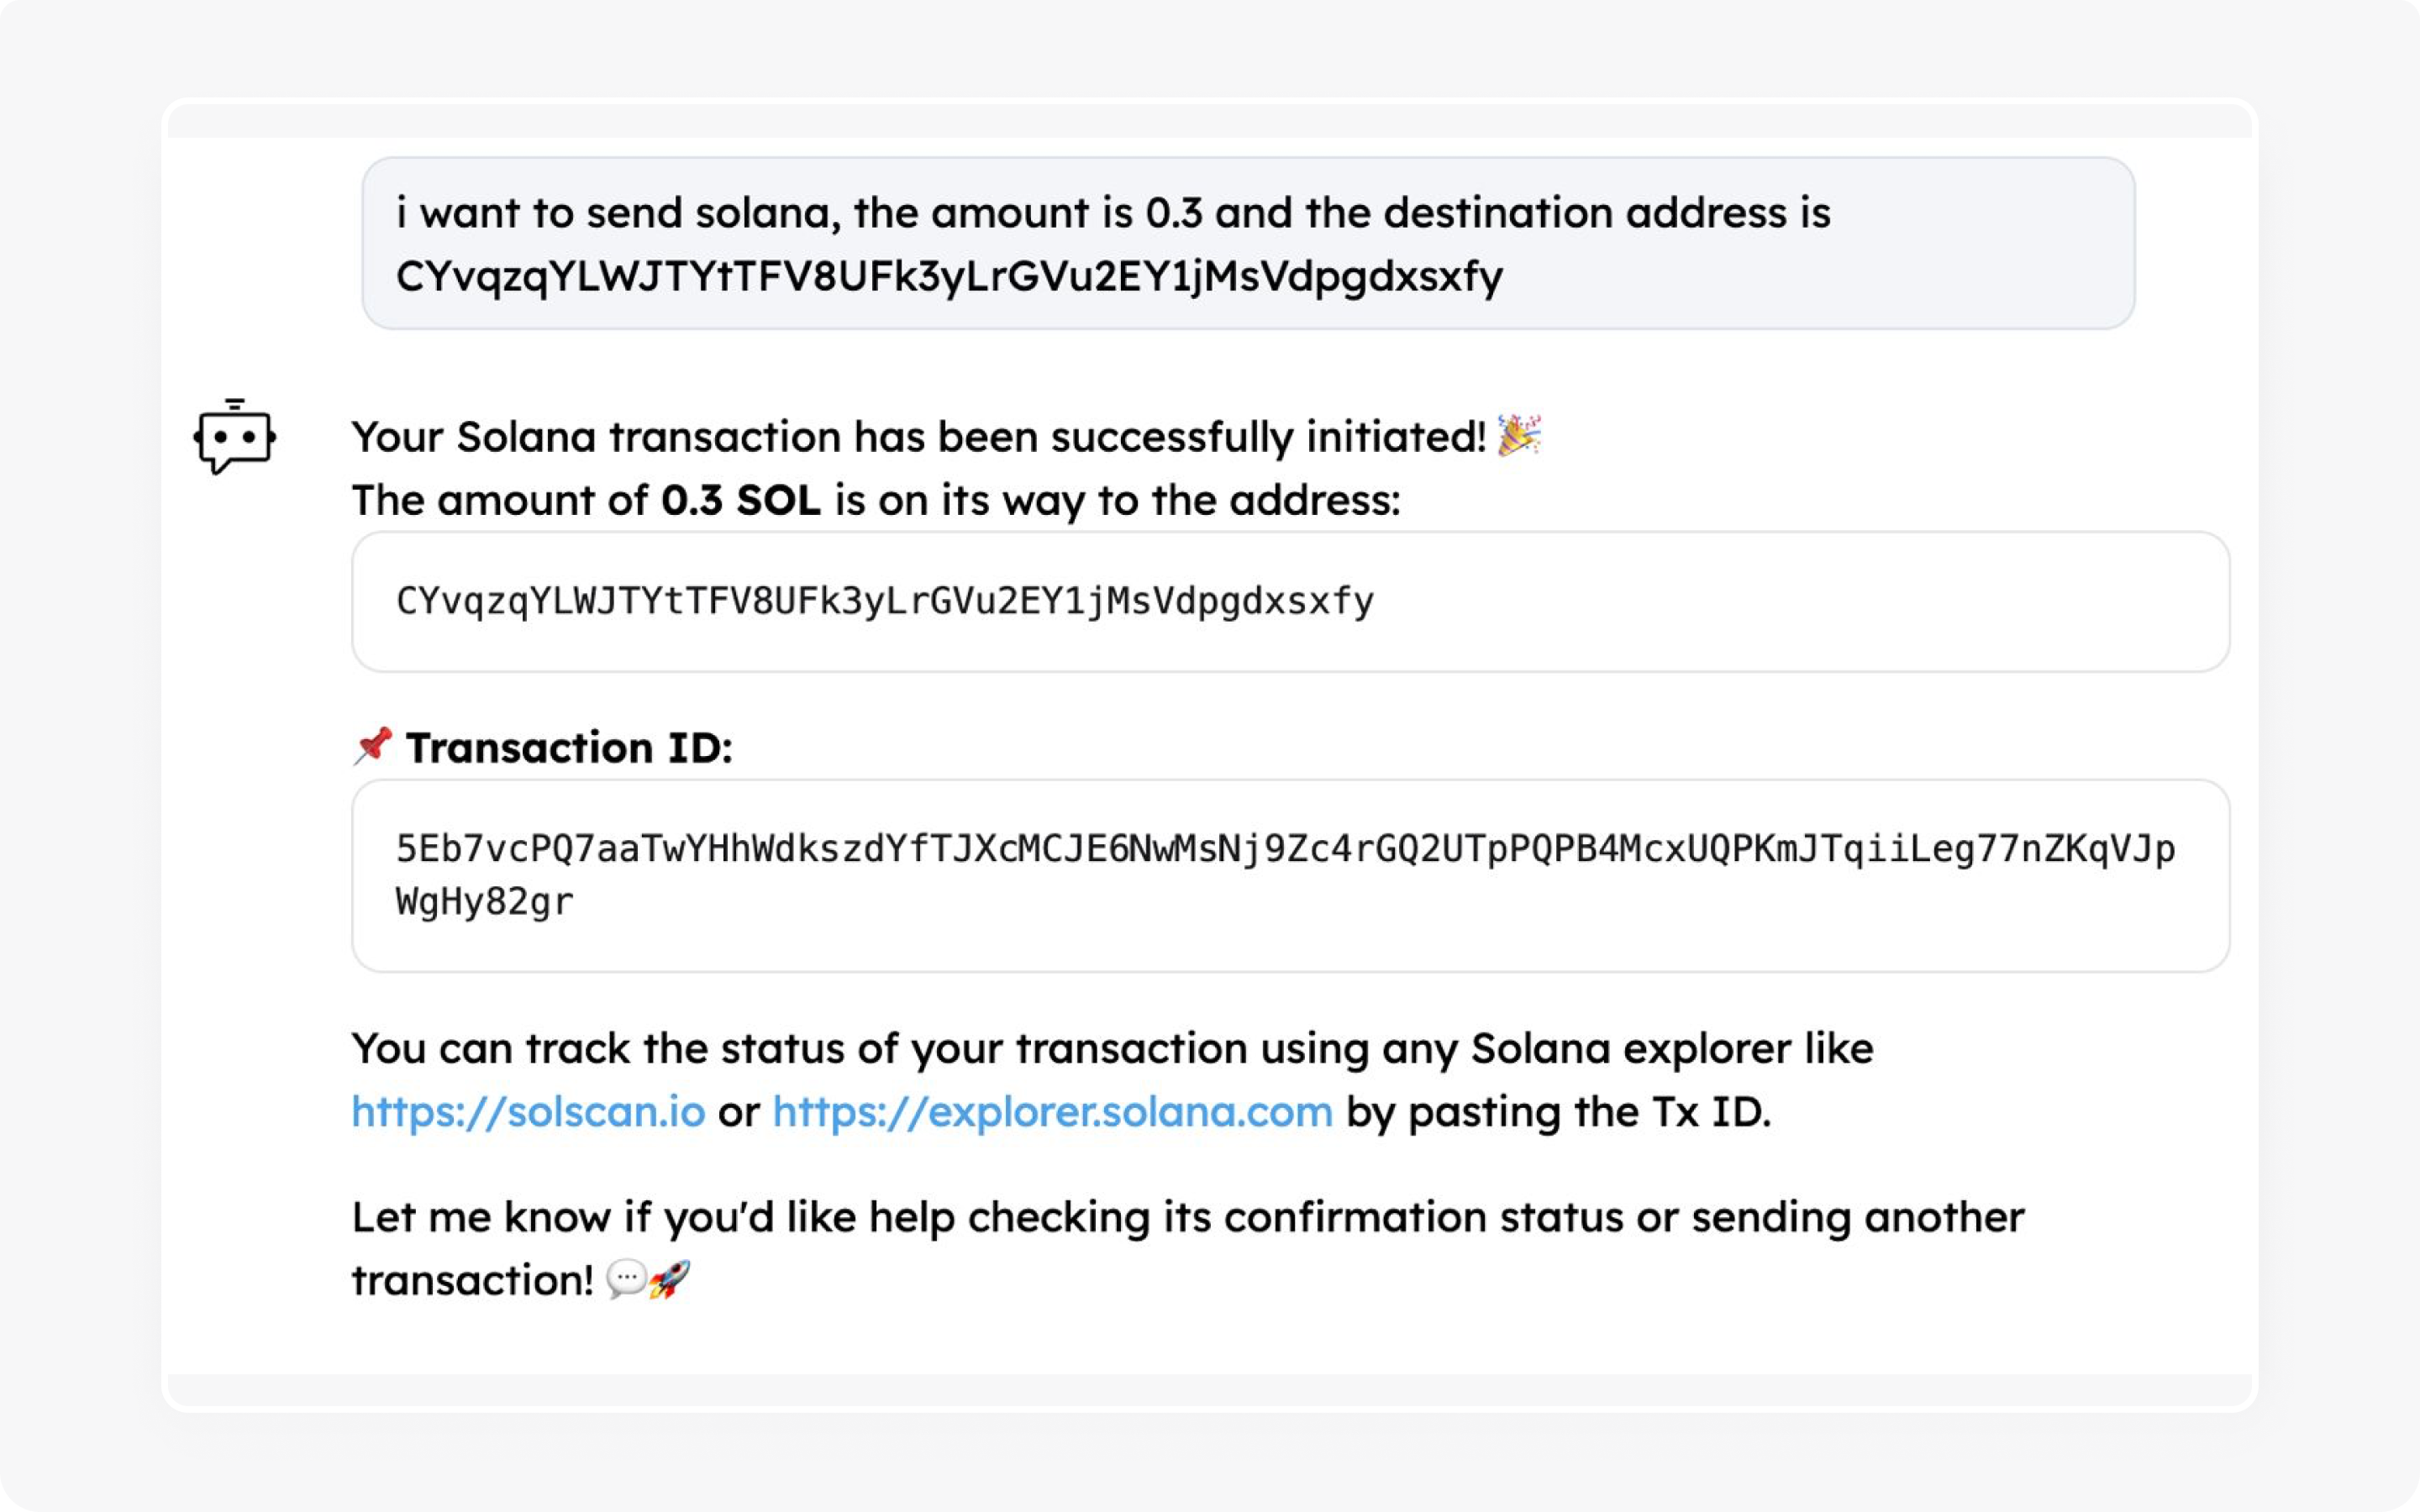 i want to send solana, the amount is 0.3 and the destination address is
CYvqzqYLWJTYtTFV8UFk3yLrGVu2EY1jMsVdpgdxsxfy
Your Solana transaction has been successfully initiated! 🎉
The amount of 0.3 SOL is on its way to the address:
CYvqzqYLWJTYtTFV8UFk3yLrGVu2EY1jMsVdpgdxsxfy
📌 Transaction ID:
5Eb7vcPQ7aaTwYHhWdkszdYfTJXcMCJE6NwMsNj9Zc4rGQ2UTpPQPB4McxUQPKmJTqiiLeg77nZKqVJp
WgHy82gr
You can track the status of your transaction using any Solana explorer like
https://solscan.io or https://explorer.solana.com by pasting the Tx ID.
Let me know if you'd like help checking its confirmation status or sending another
transaction! 💬🚀